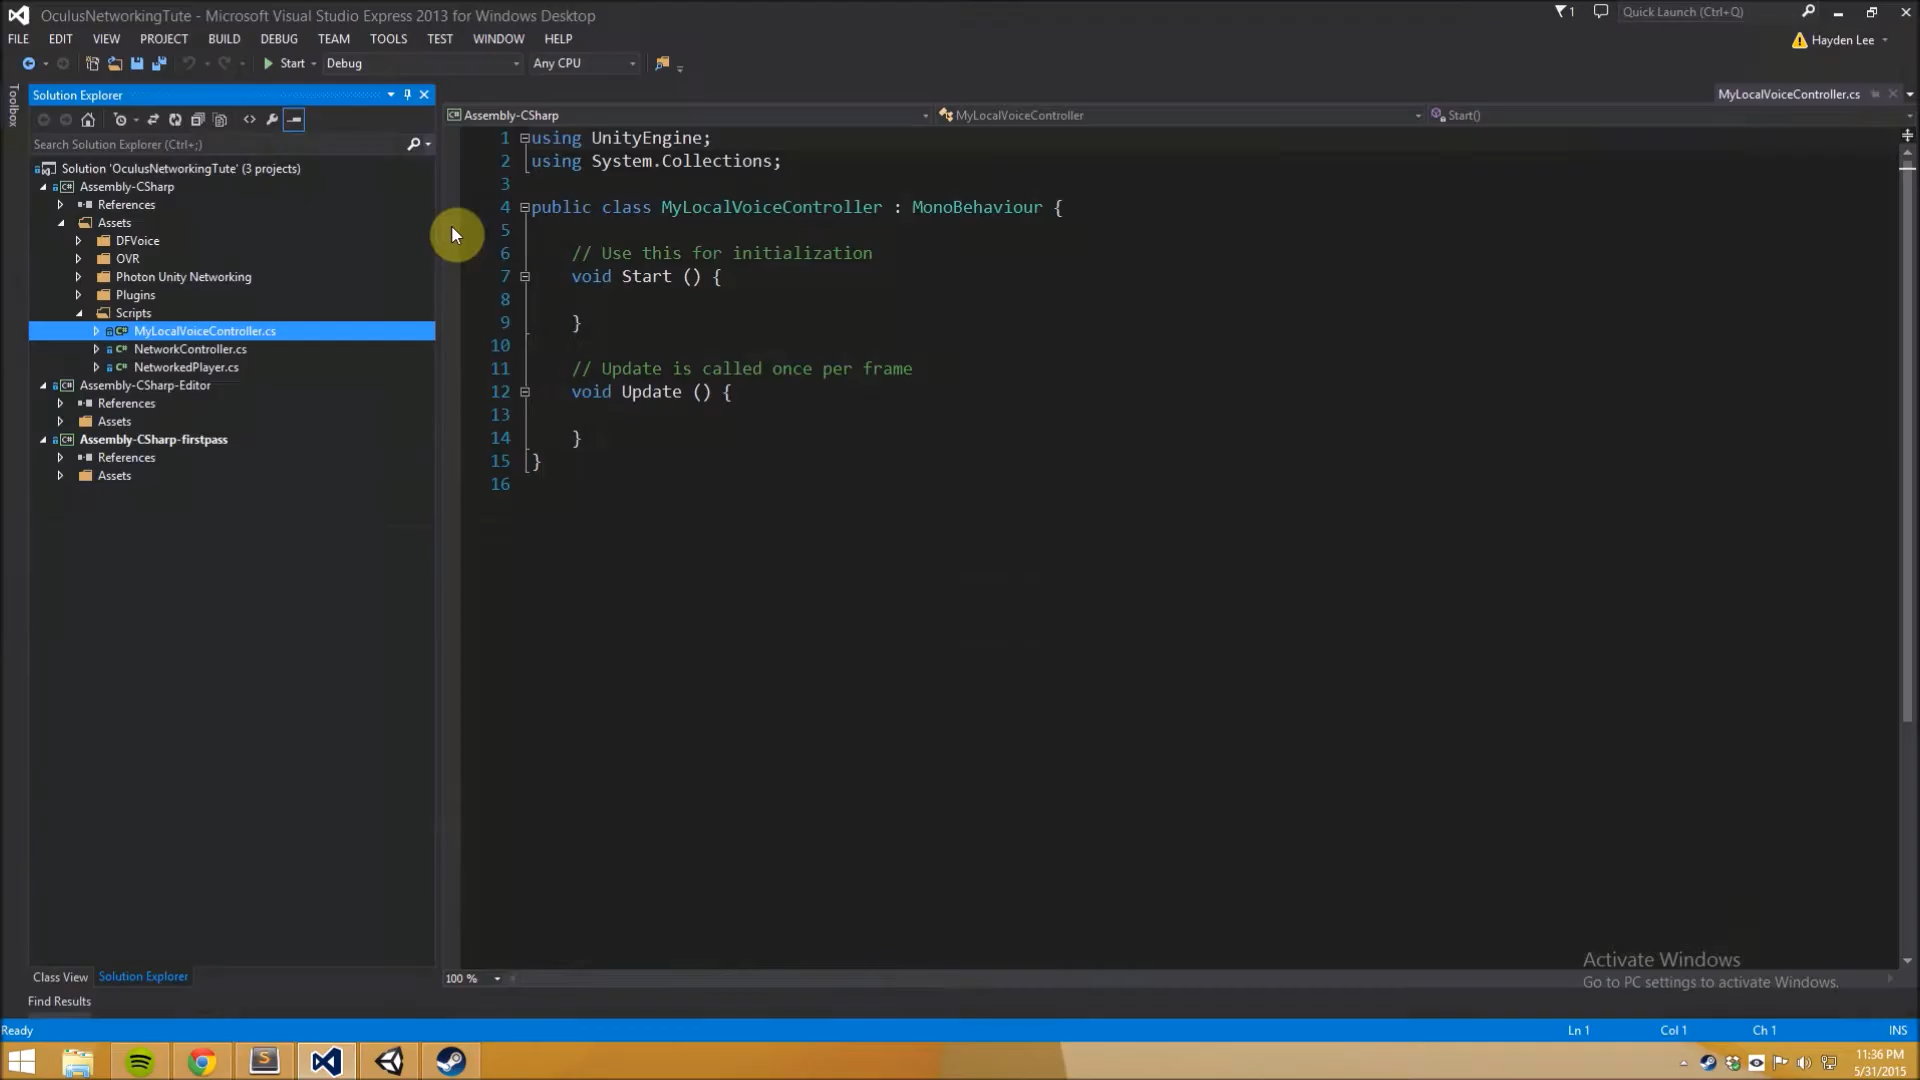 OculusNetworkingTute - Microsoft Visual Studio Express 2013 for Windows Desktop
1
Quick Launch (Ctrl+Q)
FILE EDIT VIEW PROJECT BUILD DEBUG TEAM TOOLS TEST WINDOW HELP
Hayden Lee
Start Debug Any CPU
Toolbox
Solution Explorer
Search Solution Explorer (Ctrl+;)
Solution 'OculusNetworkingTute' (3 projects)
Assembly-CSharp
References
Assets
DFVoice
OVR
Photon Unity Networking
Plugins
Scripts
MyLocalVoiceController.cs
NetworkController.cs
NetworkedPlayer.cs
Assembly-CSharp-Editor
References
Assets
Assembly-CSharp-firstpass
References
Assets
Class View Solution Explorer
Find Results
MyLocalVoiceController.cs
Assembly-CSharp MyLocalVoiceController Start()
1 using UnityEngine;
2 using System.Collections;
3
4 public class MyLocalVoiceController : MonoBehaviour {
5
6 // Use this for initialization
7 void Start () {
8
9 }
10
11 // Update is called once per frame
12 void Update () {
13
14 }
15 }
16
100 %
Activate Windows
Go to PC settings to activate Windows.
Ready Ln 1 Col 1 Ch 1 INS
11:36 PM
5/31/2015